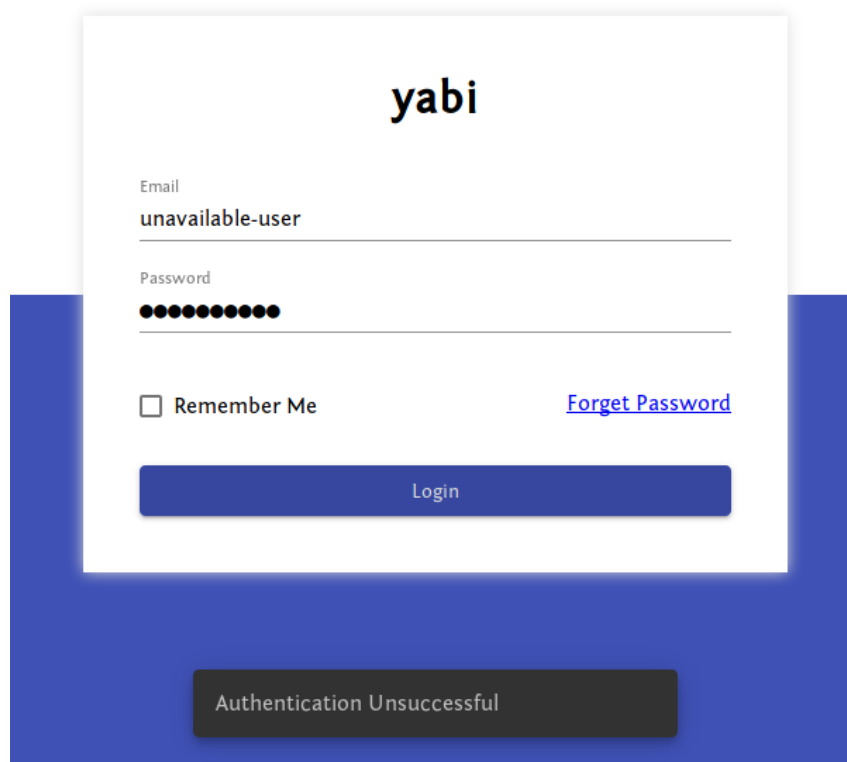 yabi
Email
unavailable-user
Password
●●●●●●●●●●
Remember Me
Forget Password
Login
Authentication Unsuccessful